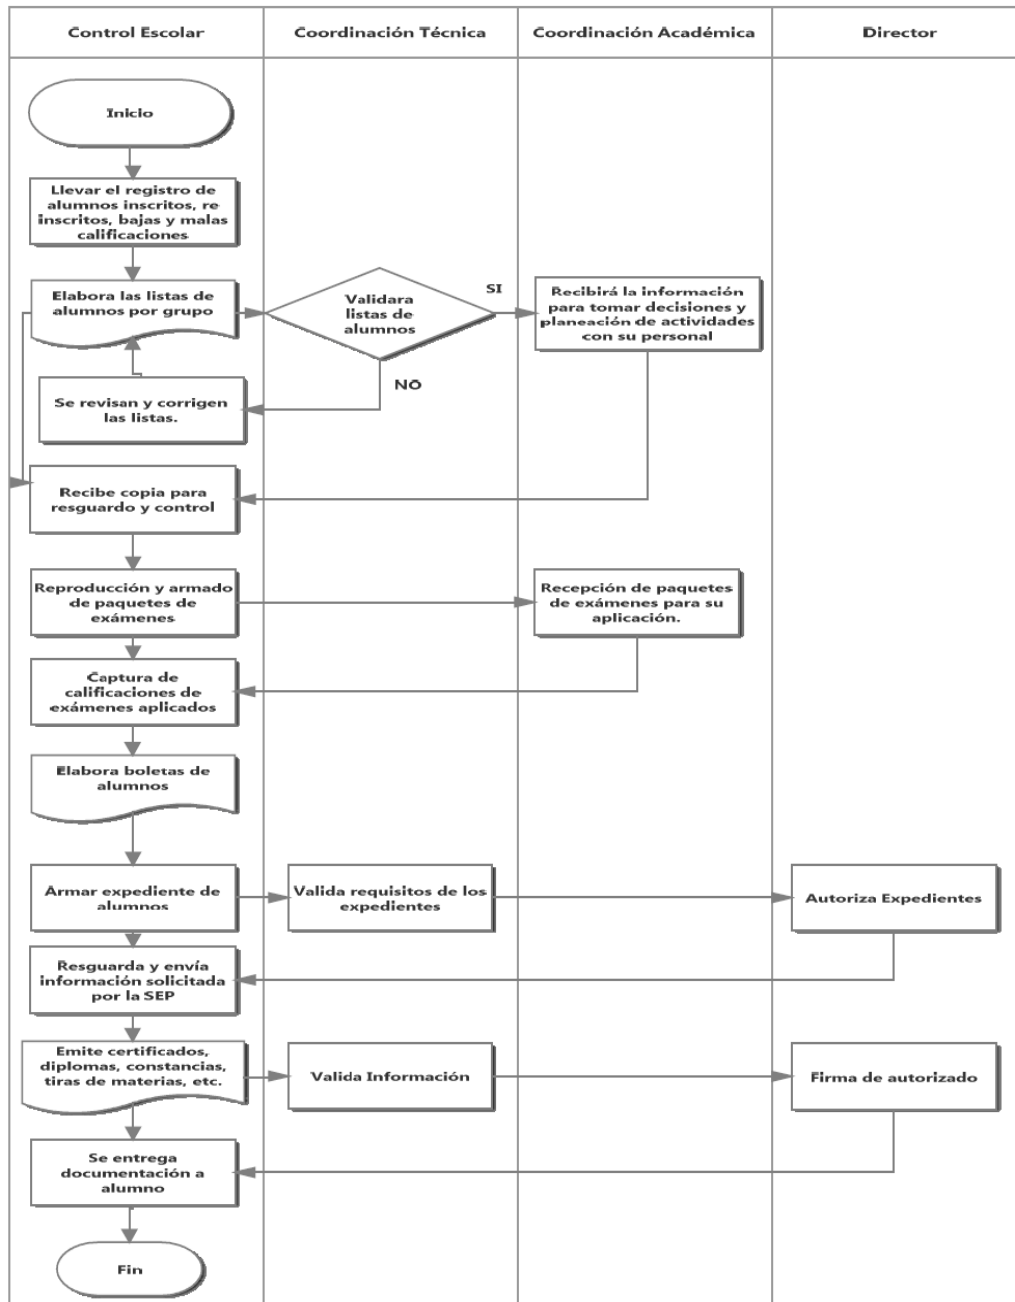 Control Escolar
Coordinación Técnica
Coordinación Académica
Director
Inicio
Llevar el registro de
alumnos inscritos, re
inscritos, bajas y malas
calificaciones
Elabora las listas de
alumnos por grupo
Validara
listas de
alumnos
SI
Recibirá la información
para tomar decisiones y
planeación de actividades
con su personal
NO
Se revisan y corrigen
las listas.
Recibe copia para
resguardo y control
Reproducción y armado
de paquetes de
exámenes
Recepción de paquetes
de exámenes para su
aplicación.
Captura de
calificaciones de
exámenes aplicados
Elabora boletas de
alumnos
Armar expediente de
alumnos
Valida requisitos de los
expedientes
Autoriza Expedientes
Resguarda y envía
información solicitada
por la SEP
Emite certificados,
diplomas, constancias,
tiras de materias, etc.
Valida Información
Firma de autorizado
Se entrega
documentación a
alumno
Fin